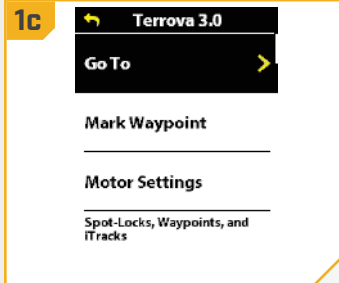 1c
Terrova 3.0
Go To
Mark Waypoint
Motor Settings
Spot-Locks, Waypoints, and
iTracks